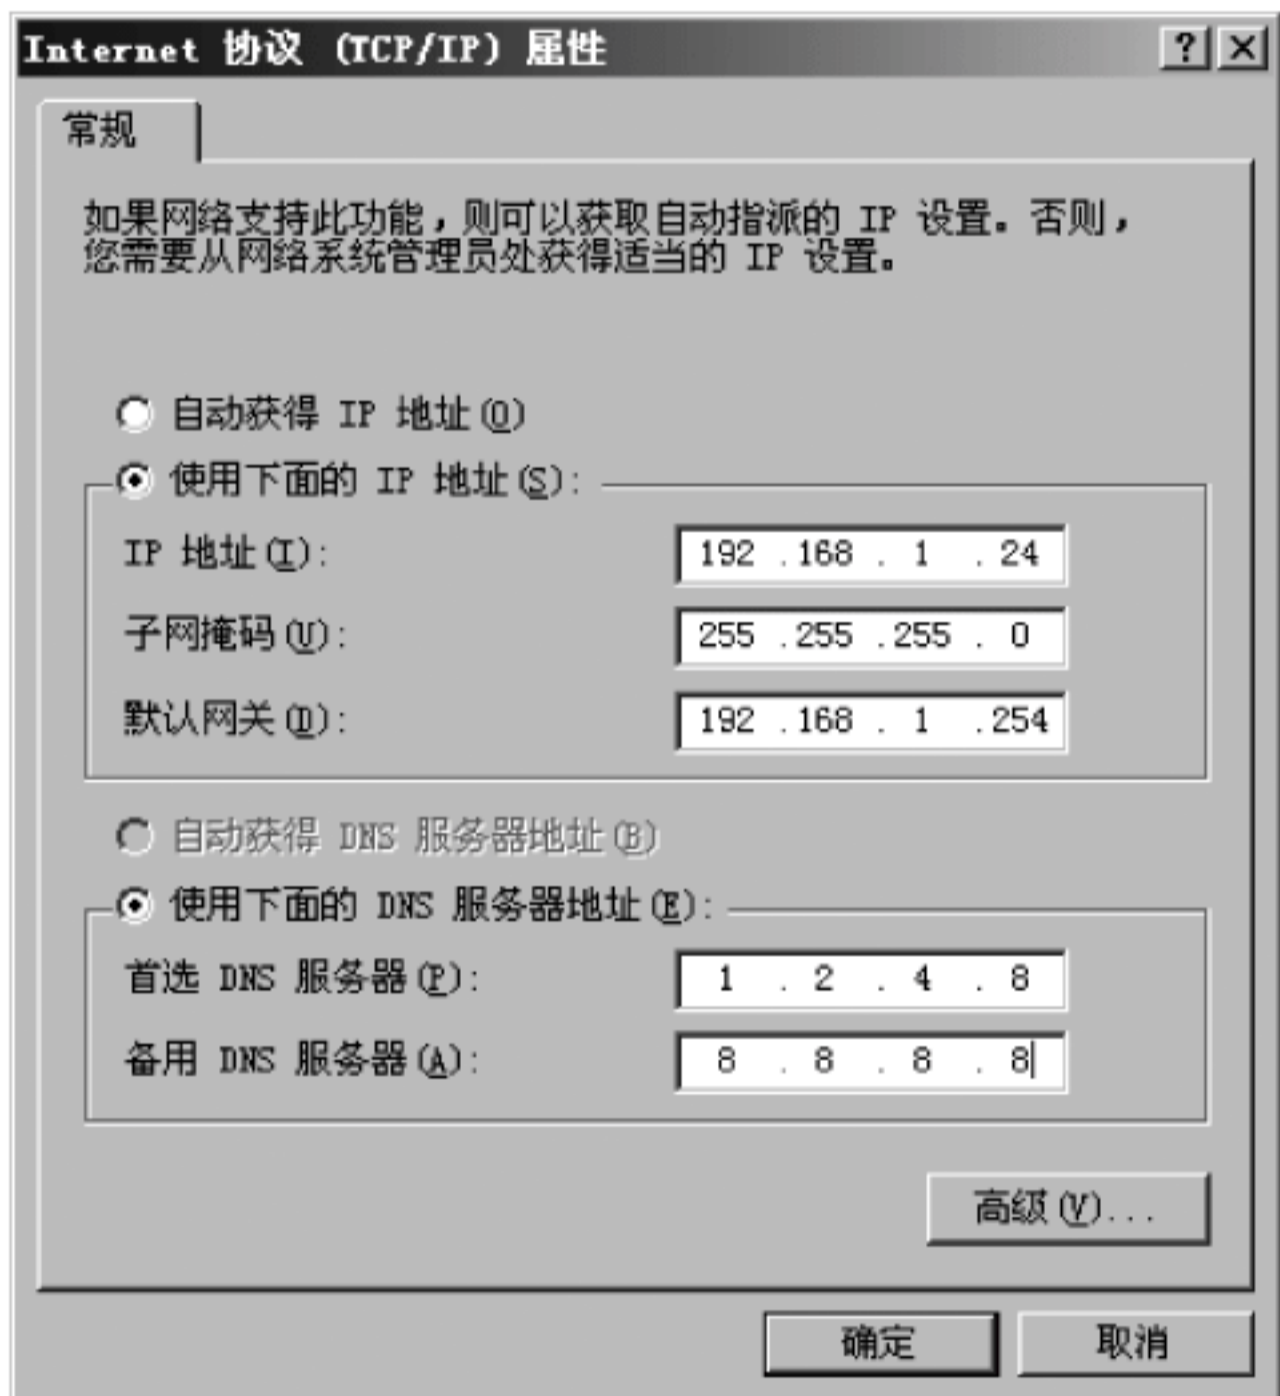 Internet 协议 (TCP/IP) 属性
常规
如果网络支持此功能，则可以获取自动指派的 IP 设置。否则，
您需要从网络系统管理员处获得适当的 IP 设置。
自动获得 IP 地址(O)
使用下面的 IP 地址(S):
IP 地址(I): 192 .168 . 1 .24
子网掩码(U): 255 .255 .255 . 0
默认网关(D): 192 .168 . 1 .254
自动获得 DNS 服务器地址(B)
使用下面的 DNS 服务器地址(E):
首选 DNS 服务器(P): 1 . 2 . 4 . 8
备用 DNS 服务器(A): 8 . 8 . 8 . 8
高级(V)...
确定 取消